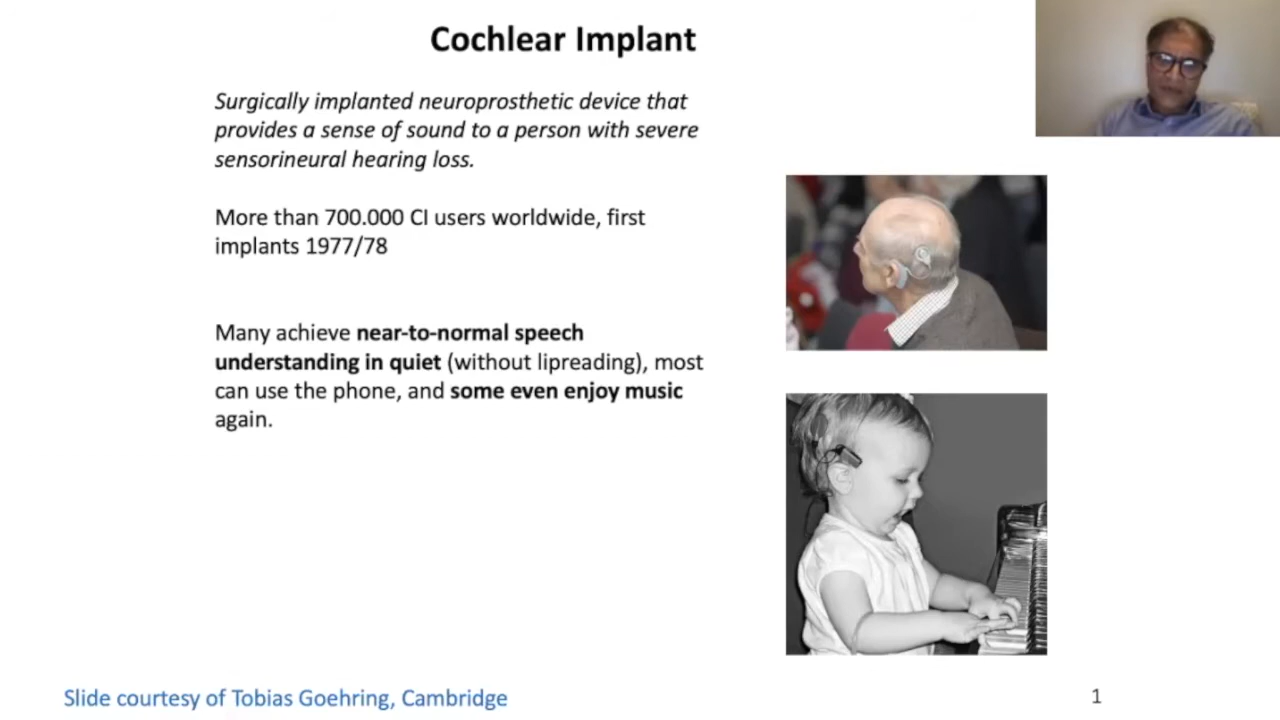 Cochlear Implant
Surgically implanted neuroprosthetic device that
provides a sense of sound to a person with severe
sensorineural hearing loss.
More than 700.000 CI users worldwide, first
implants 1977/78
Many achieve near-to-normal speech
understanding in quiet (without lipreading), most
can use the phone, and some even enjoy music
again.
Slide courtesy of Tobias Goehring, Cambridge
1